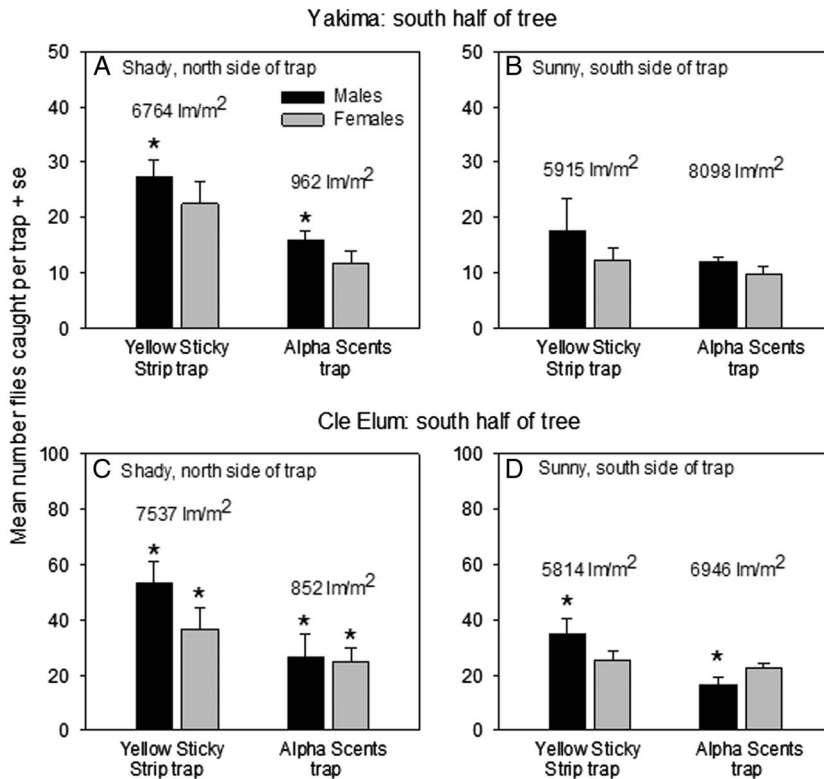 Yakima: south half of tree
Mean number flies caught per trap + se
A Shady, north side of trap
50
40
30
20
10
0
6764 lm/m2
Males
Females
*
962 lm/m2
*
Yellow Sticky
Strip trap
Alpha Scents
trap
B Sunny, south side of trap
50
40
30
20
10
0
5915 lm/m2
8098 lm/m2
Yellow Sticky
Strip trap
Alpha Scents
trap
Cle Elum: south half of tree
C Shady, north side of trap
100
80
60
40
20
0
7537 lm/m2
*
*
852 lm/m2
* *
Yellow Sticky
Strip trap
Alpha Scents
trap
D Sunny, south side of trap
100
80
60
40
20
0
5814 lm/m2
6946 lm/m2
*
*
Yellow Sticky
Strip trap
Alpha Scents
trap